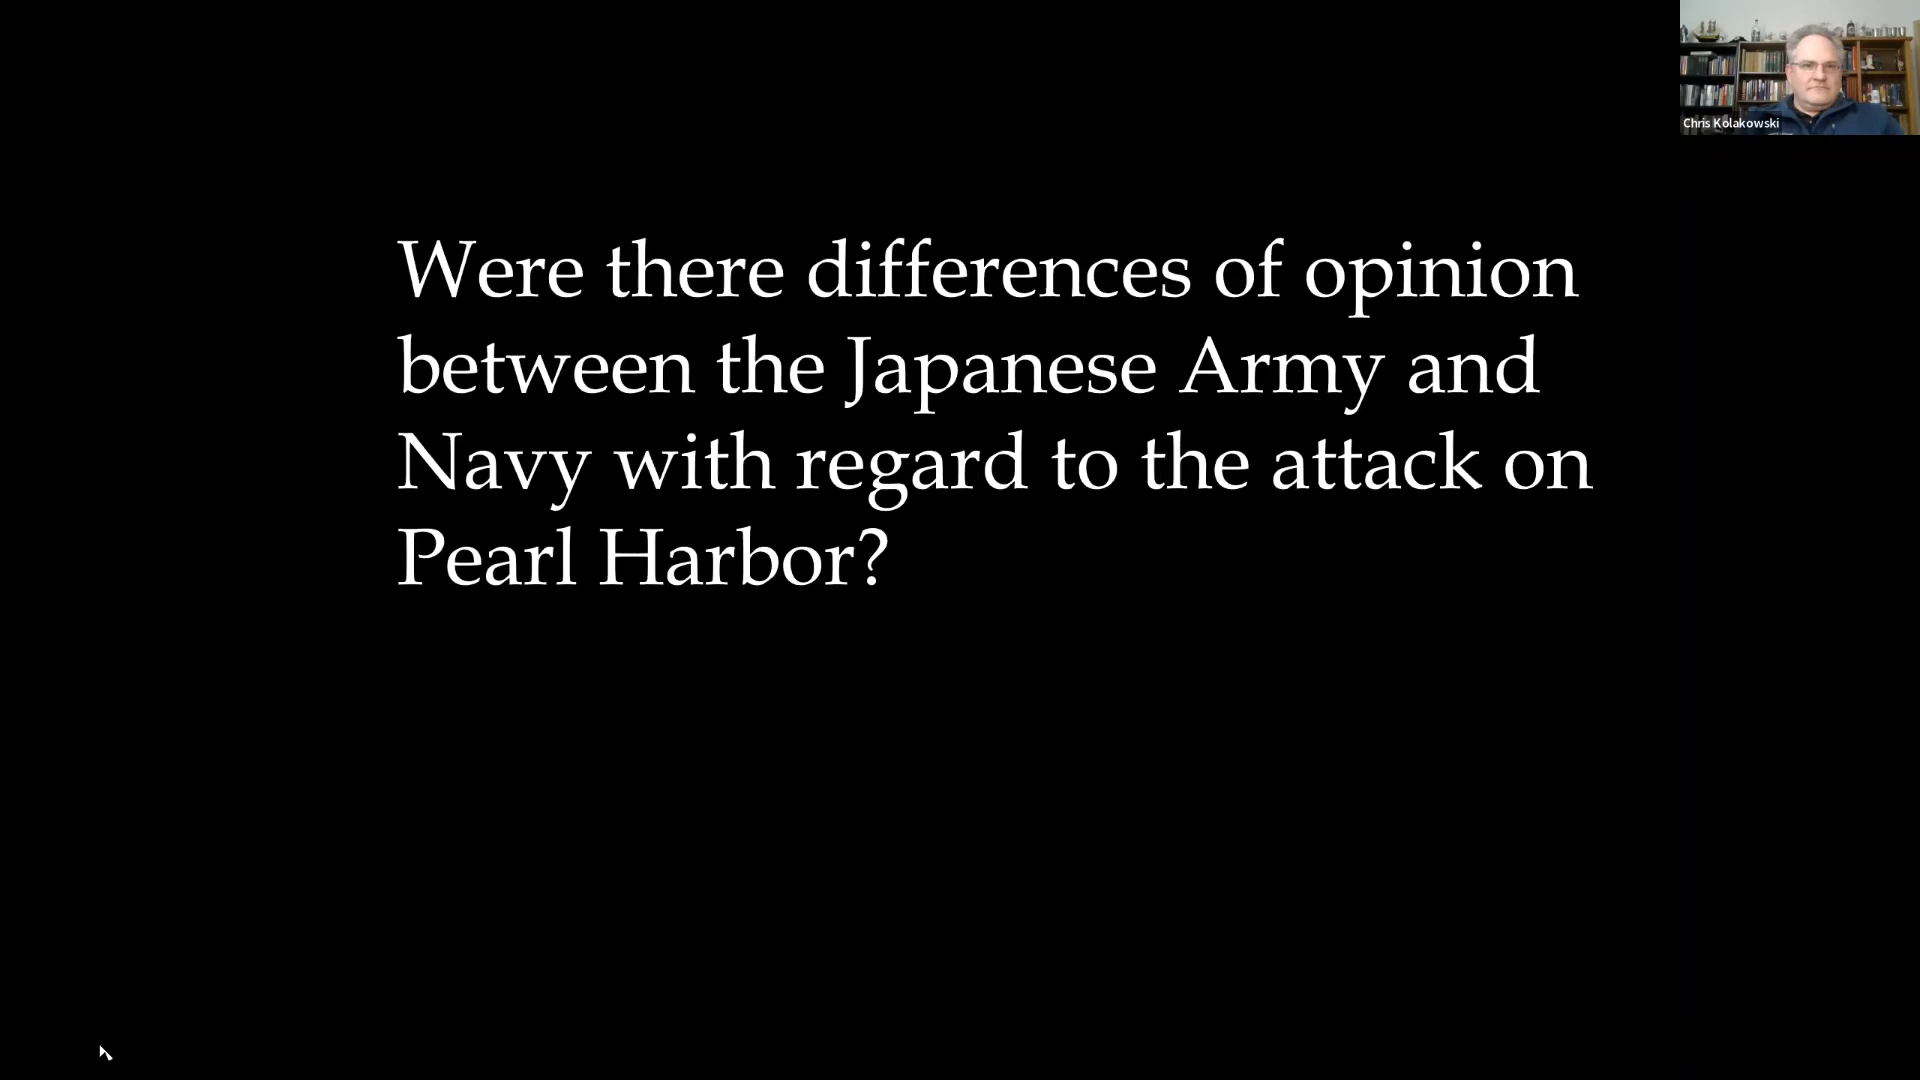 Chris Kolakowski
Were there differences of opinion
between the Japanese Army and
Navy with regard to the attack on
Pearl Harbor?